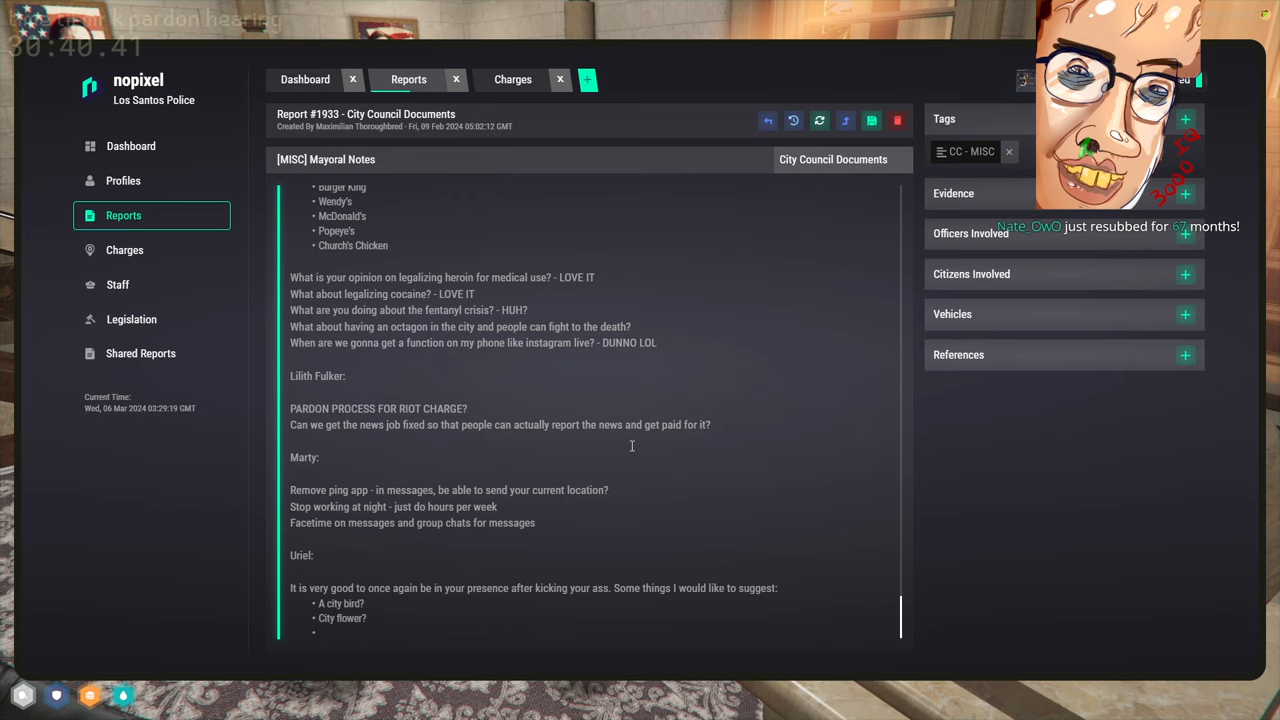 time timir k pardon hearing
30:40.41
nopixel
Los Santos Police
Dashboard
Profiles
Reports
Charges
Staff
Legislation
Shared Reports
Current Time:
Wed, 06 Mar 2024 03:29:19 GMT
Dashboard x Reports x Charges x +
Report #1933 - City Council Documents
Created By Maximilian Thoroughbred · Fri, 09 Feb 2024 05:02:12 GMT
[MISC] Mayoral Notes
City Council Documents
• Burger King
• Wendy's
• McDonald's
• Popeye's
• Church's Chicken
What is your opinion on legalizing heroin for medical use? - LOVE IT
What about legalizing cocaine? - LOVE IT
What are you doing about the fentanyl crisis? - HUH?
What about having an octagon in the city and people can fight to the death?
When are we gonna get a function on my phone like instagram live? - DUNNO LOL
Lilith Fulker:
PARDON PROCESS FOR RIOT CHARGE?
Can we get the news job fixed so that people can actually report the news and get paid for it?
Marty:
Remove ping app - in messages, be able to send your current location?
Stop working at night - just do hours per week
Facetime on messages and group chats for messages
Uriel:
It is very good to once again be in your presence after kicking your ass. Some things I would like to suggest:
• A city bird?
• City flower?
•
Tags
CC - MISC x
Evidence
Officers Involved
Citizens Involved
Vehicles
References
3000 IQ
Nate_OwO just resubbed for 67 months!